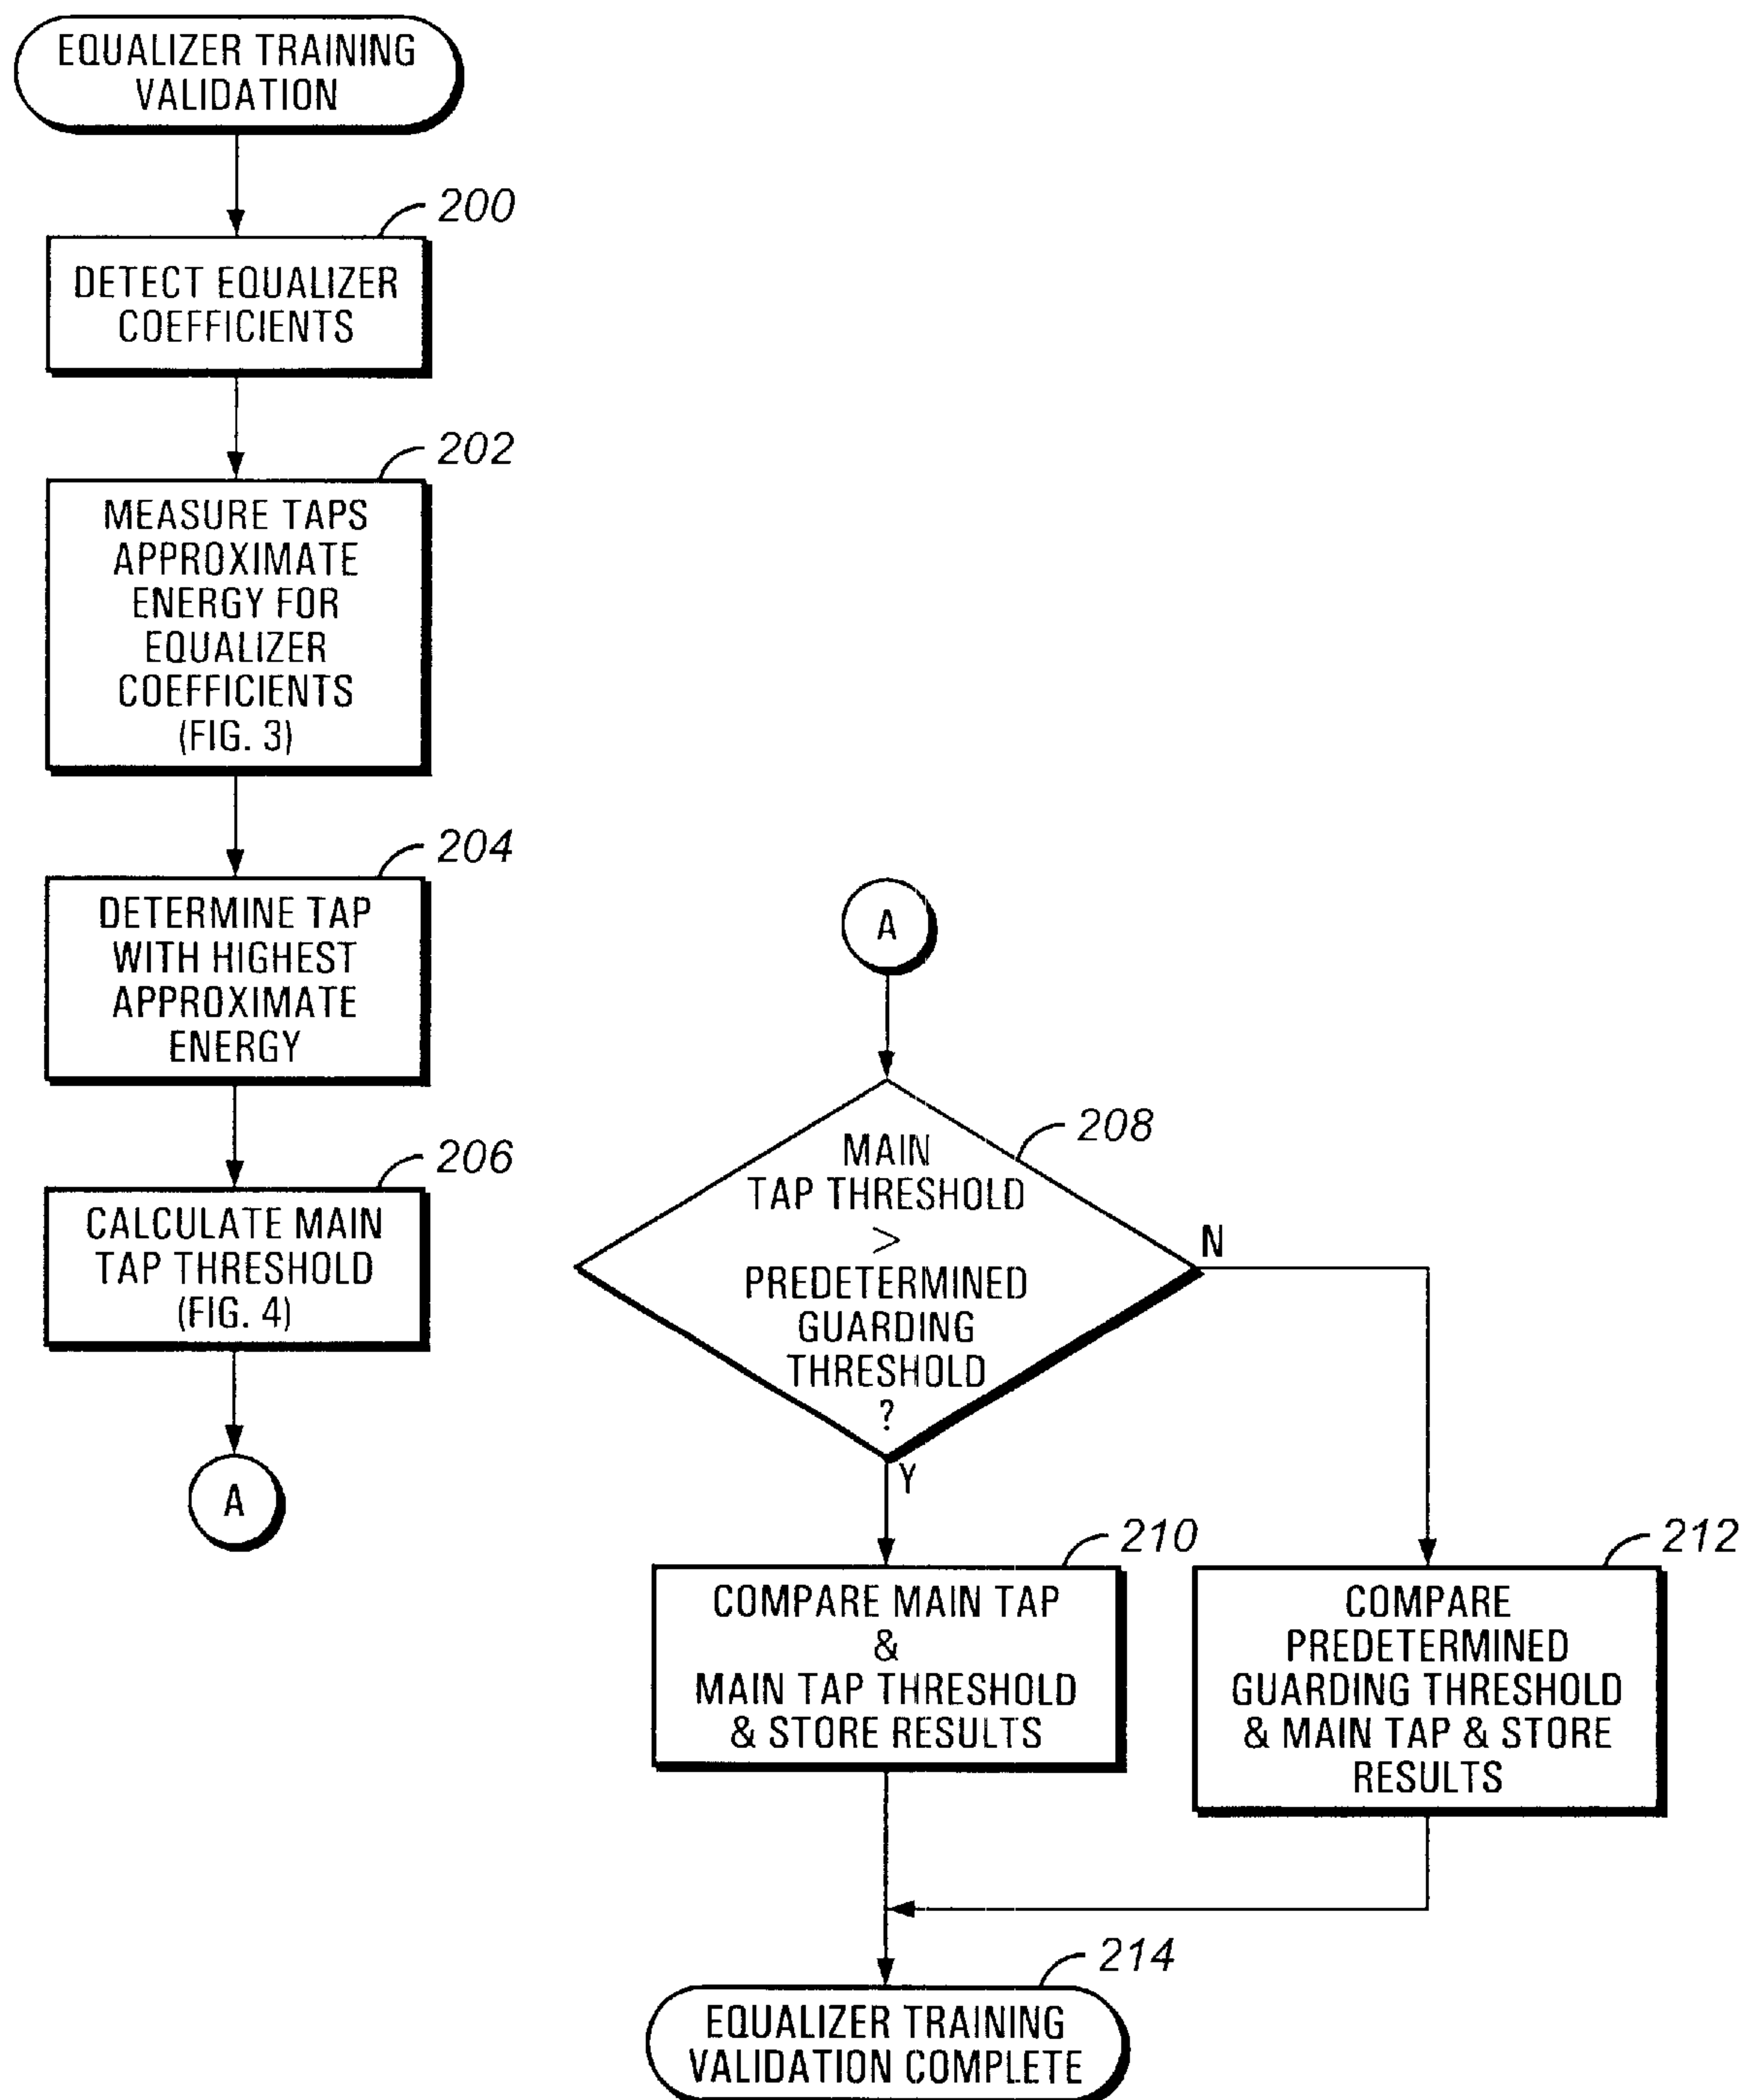 EQUALIZER TRAINING
VALIDATION
200
DETECT EQUALIZER
COEFFICIENTS
202
MEASURE TAPS
APPROXIMATE
ENERGY FOR
EQUALIZER
COEFFICIENTS
(FIG. 3)
204
DETERMINE TAP
WITH HIGHEST
APPROXIMATE
ENERGY
206
CALCULATE MAIN
TAP THRESHOLD
(FIG. 4)
A
A
208
MAIN
TAP THRESHOLD
>
PREDETERMINED
GUARDING
THRESHOLD
?
N
Y
210
COMPARE MAIN TAP
&
MAIN TAP THRESHOLD
& STORE RESULTS
212
COMPARE
PREDETERMINED
GUARDING THRESHOLD
& MAIN TAP & STORE
RESULTS
214
EQUALIZER TRAINING
VALIDATION COMPLETE